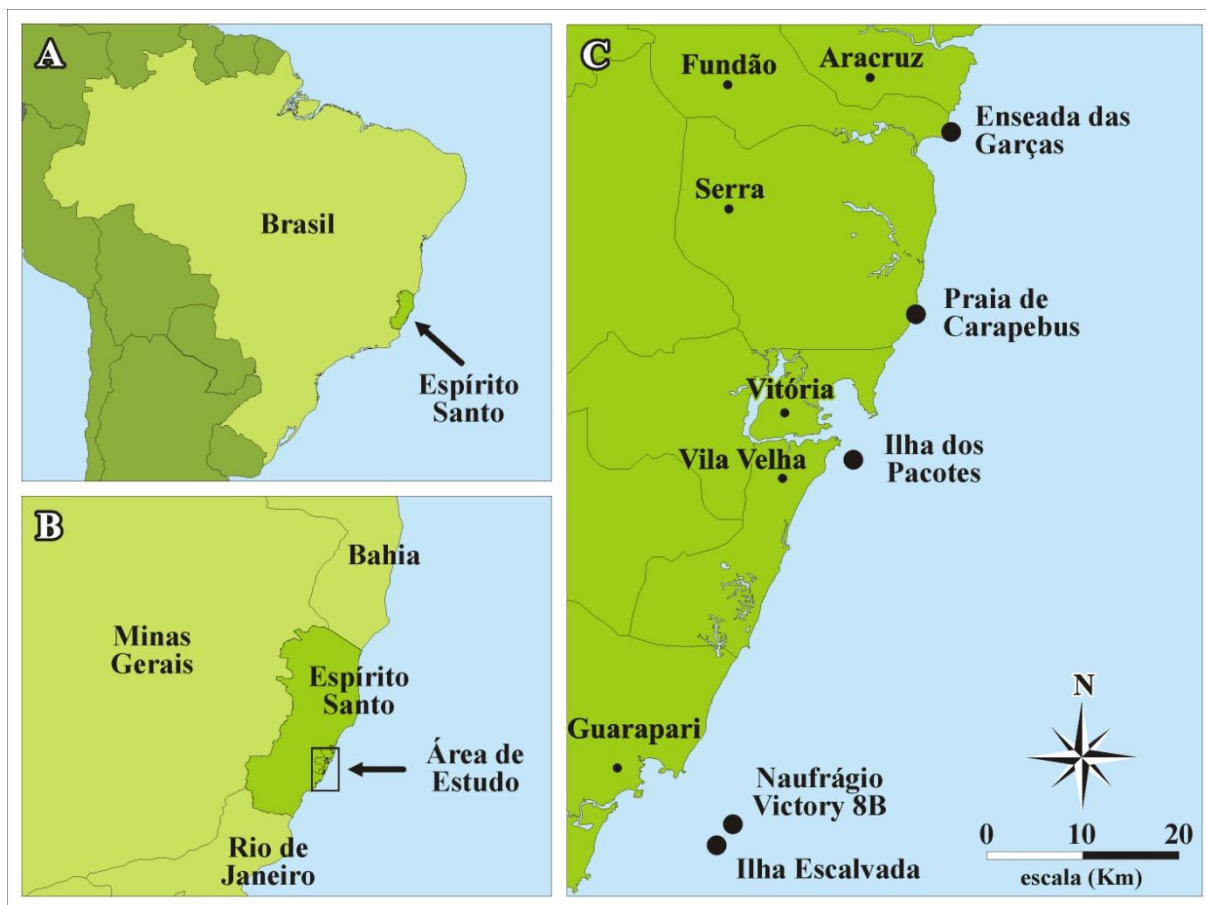 A
Brasil
Espírito
Santo
B
Bahia
Minas
Gerais
Espírito
Santo
Área de
Estudo
Rio de
Janeiro
C
Fundão
Aracruz
Enseada das
Garças
Serra
Praia de
Carapebus
Vitória
Ilha dos
Pacotes
Vila Velha
Guarapari
Naufrágio
Victory 8B
Ilha Escalvada
N
0 10 20
escala (Km)